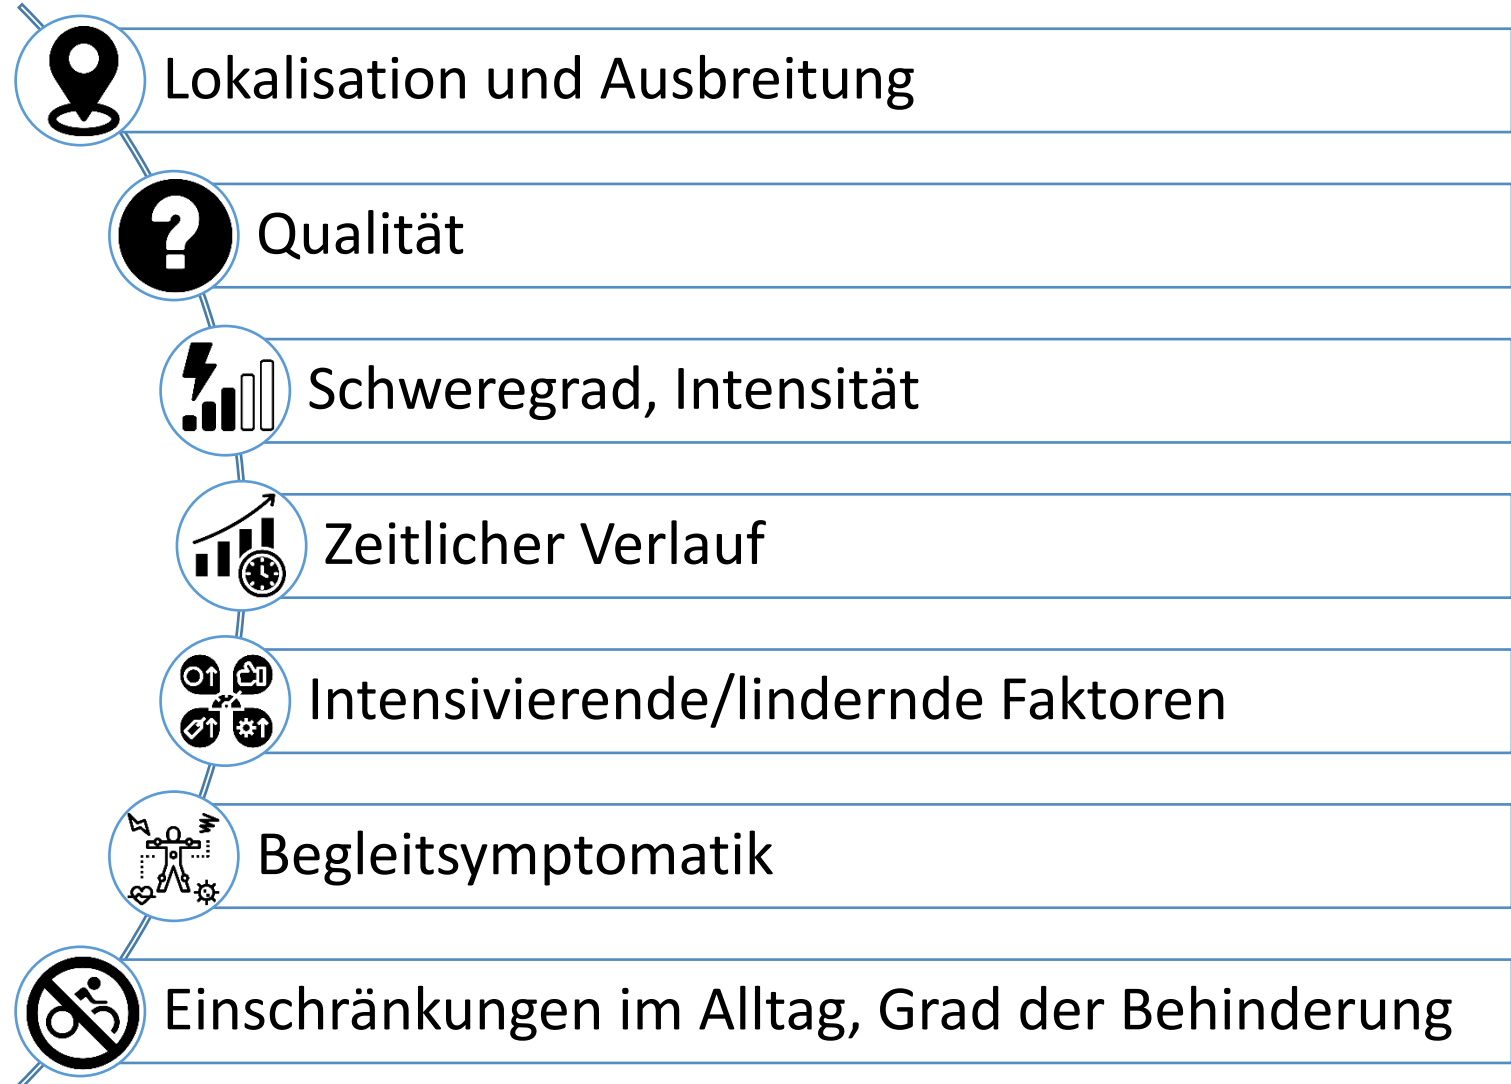 Lokalisation und Ausbreitung
Qualität
Schweregrad, Intensität
Zeitlicher Verlauf
Intensivierende/lindernde Faktoren
Begleitsymptomatik
Einschränkungen im Alltag, Grad der Behinderung